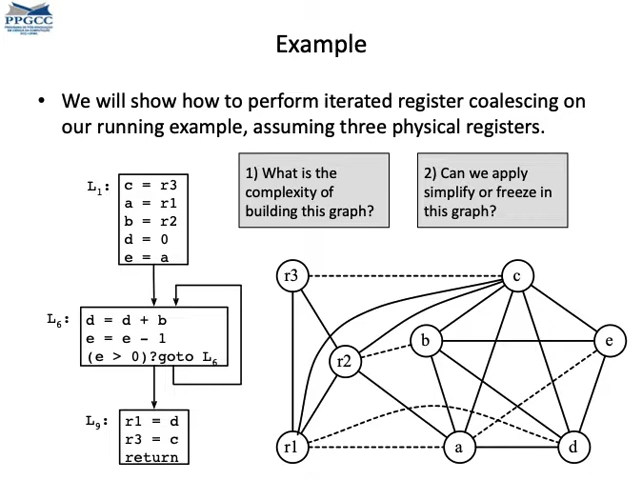 PPGCC
Example
• We will show how to perform iterated register coalescing on
our running example, assuming three physical registers.
1) What is the
complexity of
building this graph?
2) Can we apply
simplify or freeze in
this graph?
L1:
c = r3
a = r1
b = r2
d = 0
e = a
L6:
d = d + b
e = e - 1
(e > 0)?goto L6
L9:
r1 = d
r3 = c
return
r3
c
b
e
r2
r1
a
d